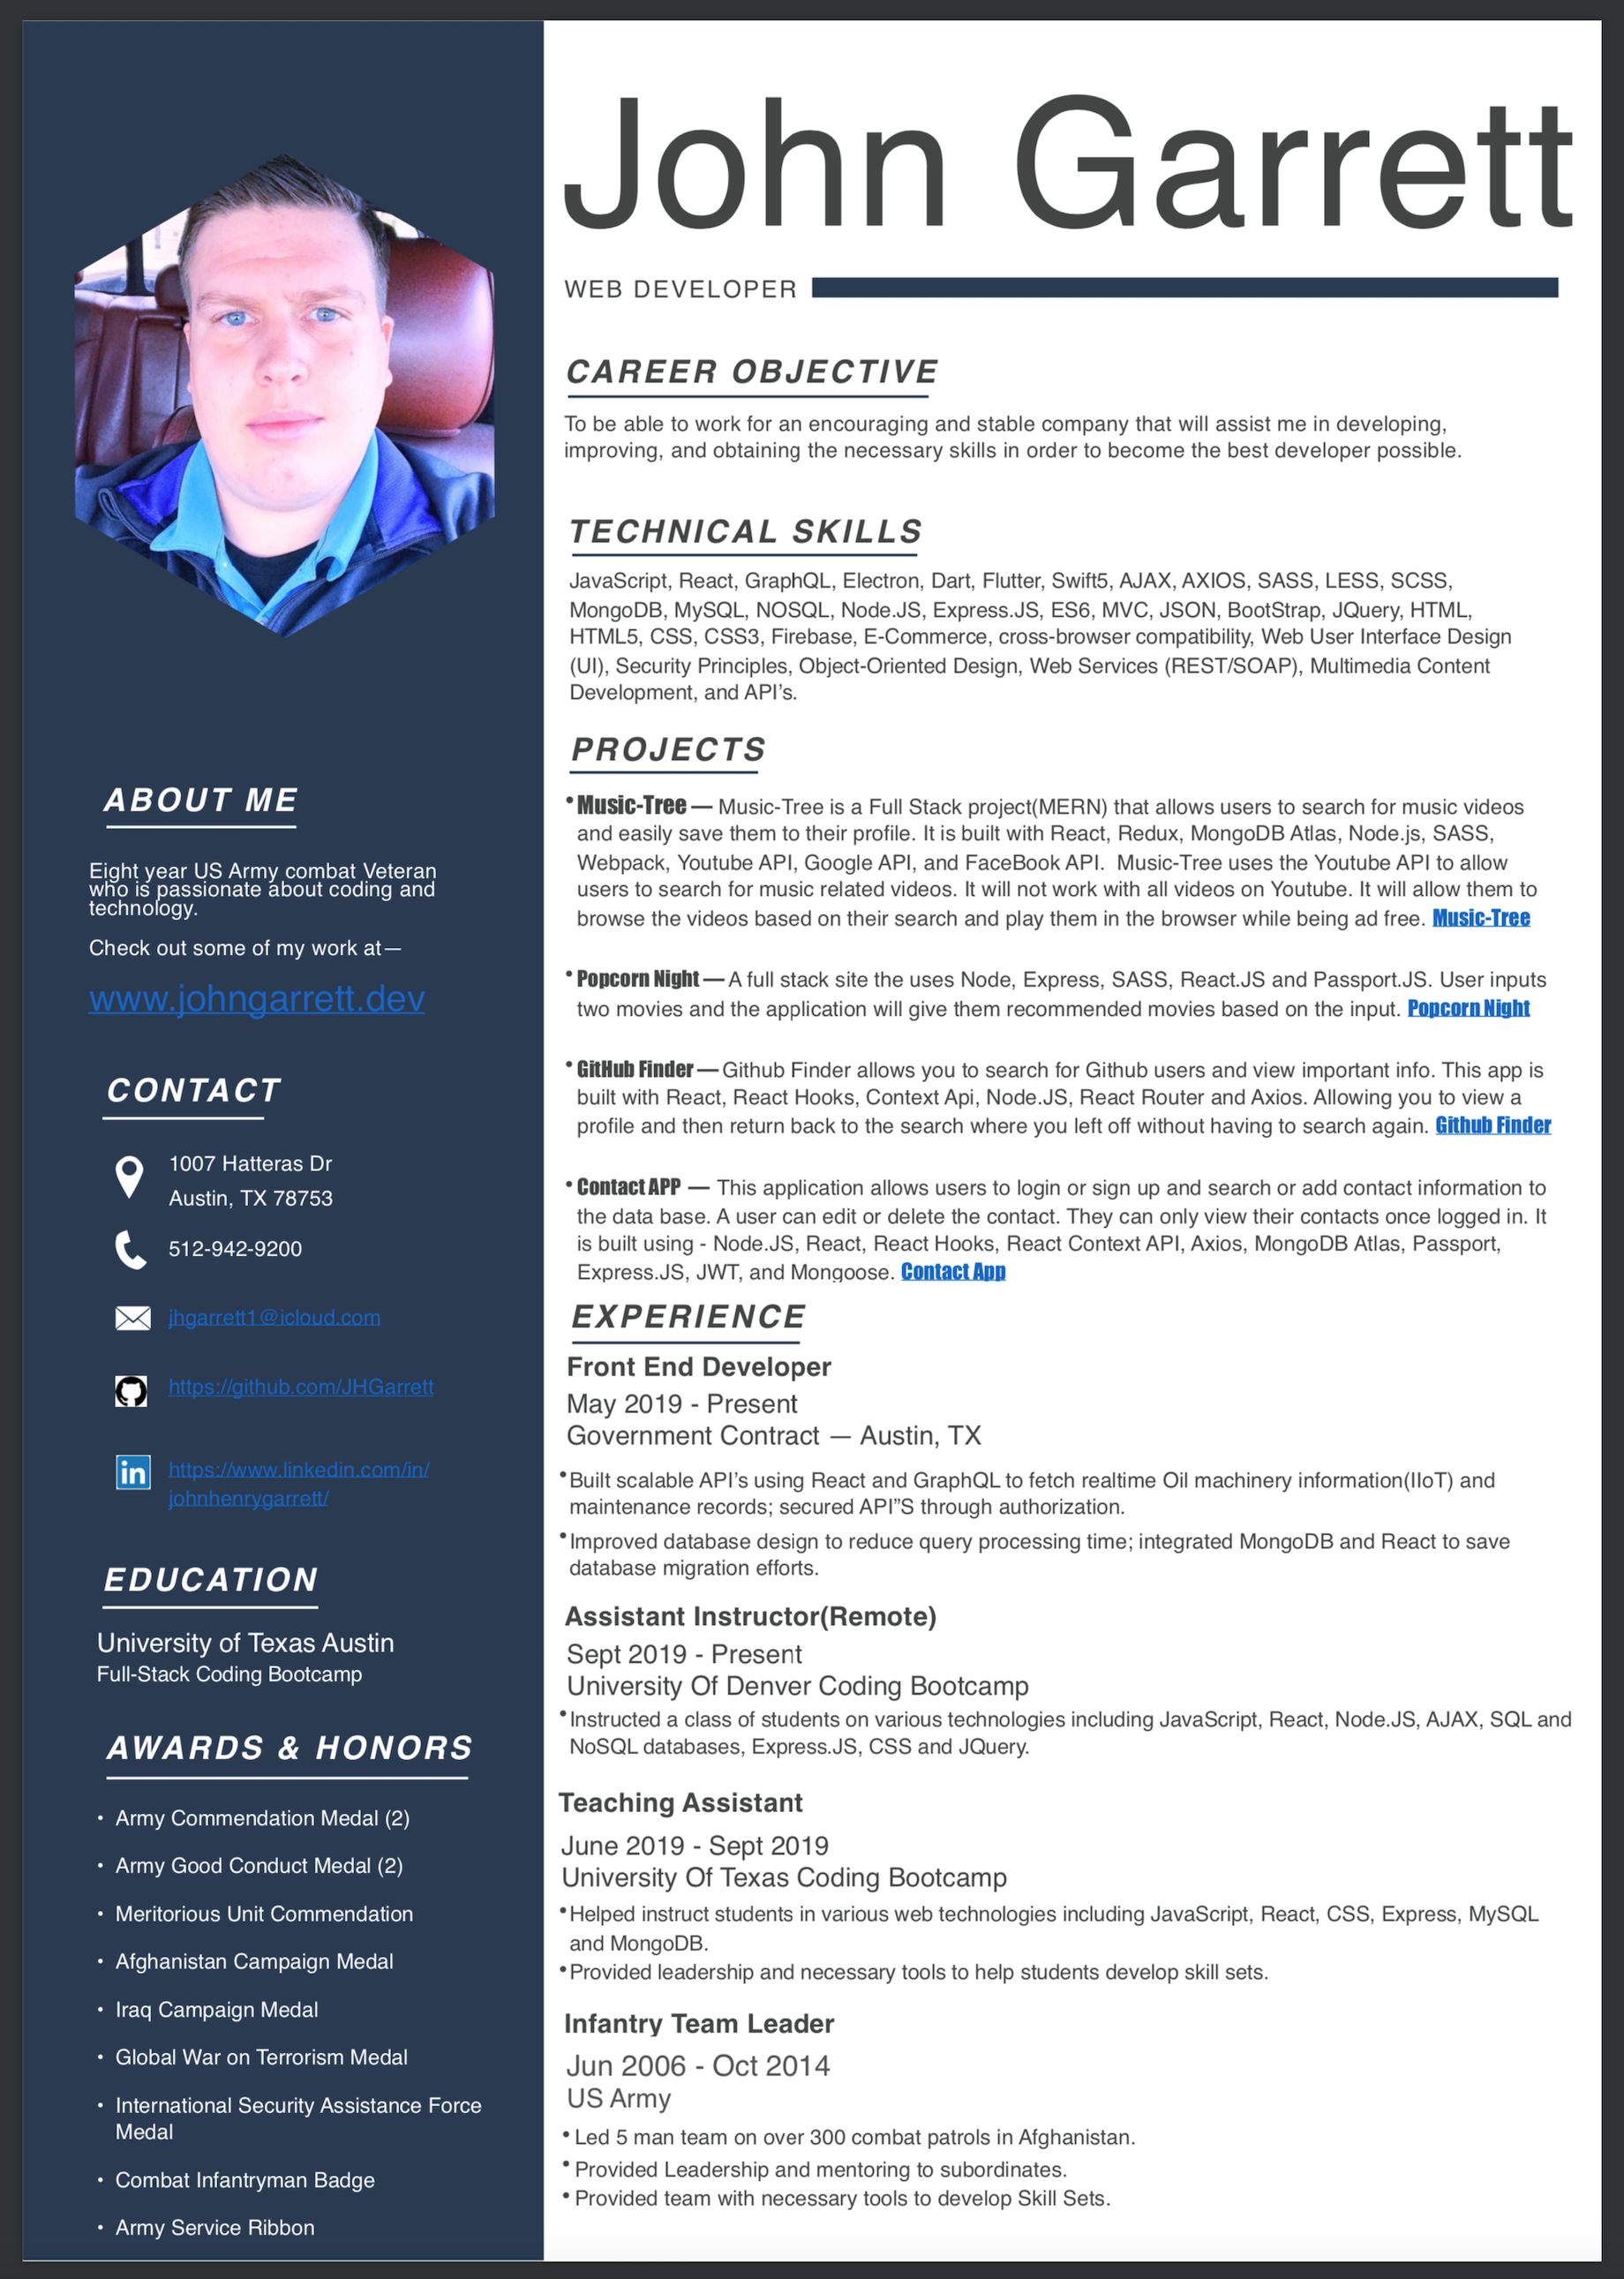 John Garrett
WEB DEVELOPER
ABOUT ME
Eight year US Army combat Veteran
who is passionate about coding and
technology.
Check out some of my work at—
www.johngarrett.dev
CONTACT
1007 Hatteras Dr
Austin, TX 78753
512-942-9200
jhgarrett1@icloud.com
https://github.com/JHGarrett
in
https://www.linkedin.com/in/
johnhenrygarrett/
EDUCATION
University of Texas Austin
Full-Stack Coding Bootcamp
AWARDS & HONORS
• Army Commendation Medal (2)
• Army Good Conduct Medal (2)
• Meritorious Unit Commendation
• Afghanistan Campaign Medal
• Iraq Campaign Medal
• Global War on Terrorism Medal
• International Security Assistance Force
Medal
• Combat Infantryman Badge
• Army Service Ribbon
CAREER OBJECTIVE
To be able to work for an encouraging and stable company that will assist me in developing,
improving, and obtaining the necessary skills in order to become the best developer possible.
TECHNICAL SKILLS
JavaScript, React, GraphQL, Electron, Dart, Flutter, Swift5, AJAX, AXIOS, SASS, LESS, SCSS,
MongoDB, MySQL, NOSQL, Node.JS, Express.JS, ES6, MVC, JSON, BootStrap, JQuery, HTML,
HTML5, CSS, CSS3, Firebase, E-Commerce, cross-browser compatibility, Web User Interface Design
(UI), Security Principles, Object-Oriented Design, Web Services (REST/SOAP), Multimedia Content
Development, and API’s.
PROJECTS
• Music-Tree — Music-Tree is a Full Stack project(MERN) that allows users to search for music videos
and easily save them to their profile. It is built with React, Redux, MongoDB Atlas, Node.js, SASS,
Webpack, Youtube API, Google API, and FaceBook API. Music-Tree uses the Youtube API to allow
users to search for music related videos. It will not work with all videos on Youtube. It will allow them to
browse the videos based on their search and play them in the browser while being ad free. Music-Tree
• Popcorn Night — A full stack site the uses Node, Express, SASS, React.JS and Passport.JS. User inputs
two movies and the application will give them recommended movies based on the input. Popcorn Night
• GitHub Finder — Github Finder allows you to search for Github users and view important info. This app is
built with React, React Hooks, Context Api, Node.JS, React Router and Axios. Allowing you to view a
profile and then return back to the search where you left off without having to search again. Github Finder
• Contact APP — This application allows users to login or sign up and search or add contact information to
the data base. A user can edit or delete the contact. They can only view their contacts once logged in. It
is built using - Node.JS, React, React Hooks, React Context API, Axios, MongoDB Atlas, Passport,
Express.JS, JWT, and Mongoose. Contact App
EXPERIENCE
Front End Developer
May 2019 - Present
Government Contract — Austin, TX
• Built scalable API’s using React and GraphQL to fetch realtime Oil machinery information(IIoT) and
maintenance records; secured API”S through authorization.
• Improved database design to reduce query processing time; integrated MongoDB and React to save
database migration efforts.
Assistant Instructor(Remote)
Sept 2019 - Present
University Of Denver Coding Bootcamp
• Instructed a class of students on various technologies including JavaScript, React, Node.JS, AJAX, SQL and
NoSQL databases, Express.JS, CSS and JQuery.
Teaching Assistant
June 2019 - Sept 2019
University Of Texas Coding Bootcamp
• Helped instruct students in various web technologies including JavaScript, React, CSS, Express, MySQL
and MongoDB.
• Provided leadership and necessary tools to help students develop skill sets.
Infantry Team Leader
Jun 2006 - Oct 2014
US Army
• Led 5 man team on over 300 combat patrols in Afghanistan.
• Provided Leadership and mentoring to subordinates.
• Provided team with necessary tools to develop Skill Sets.